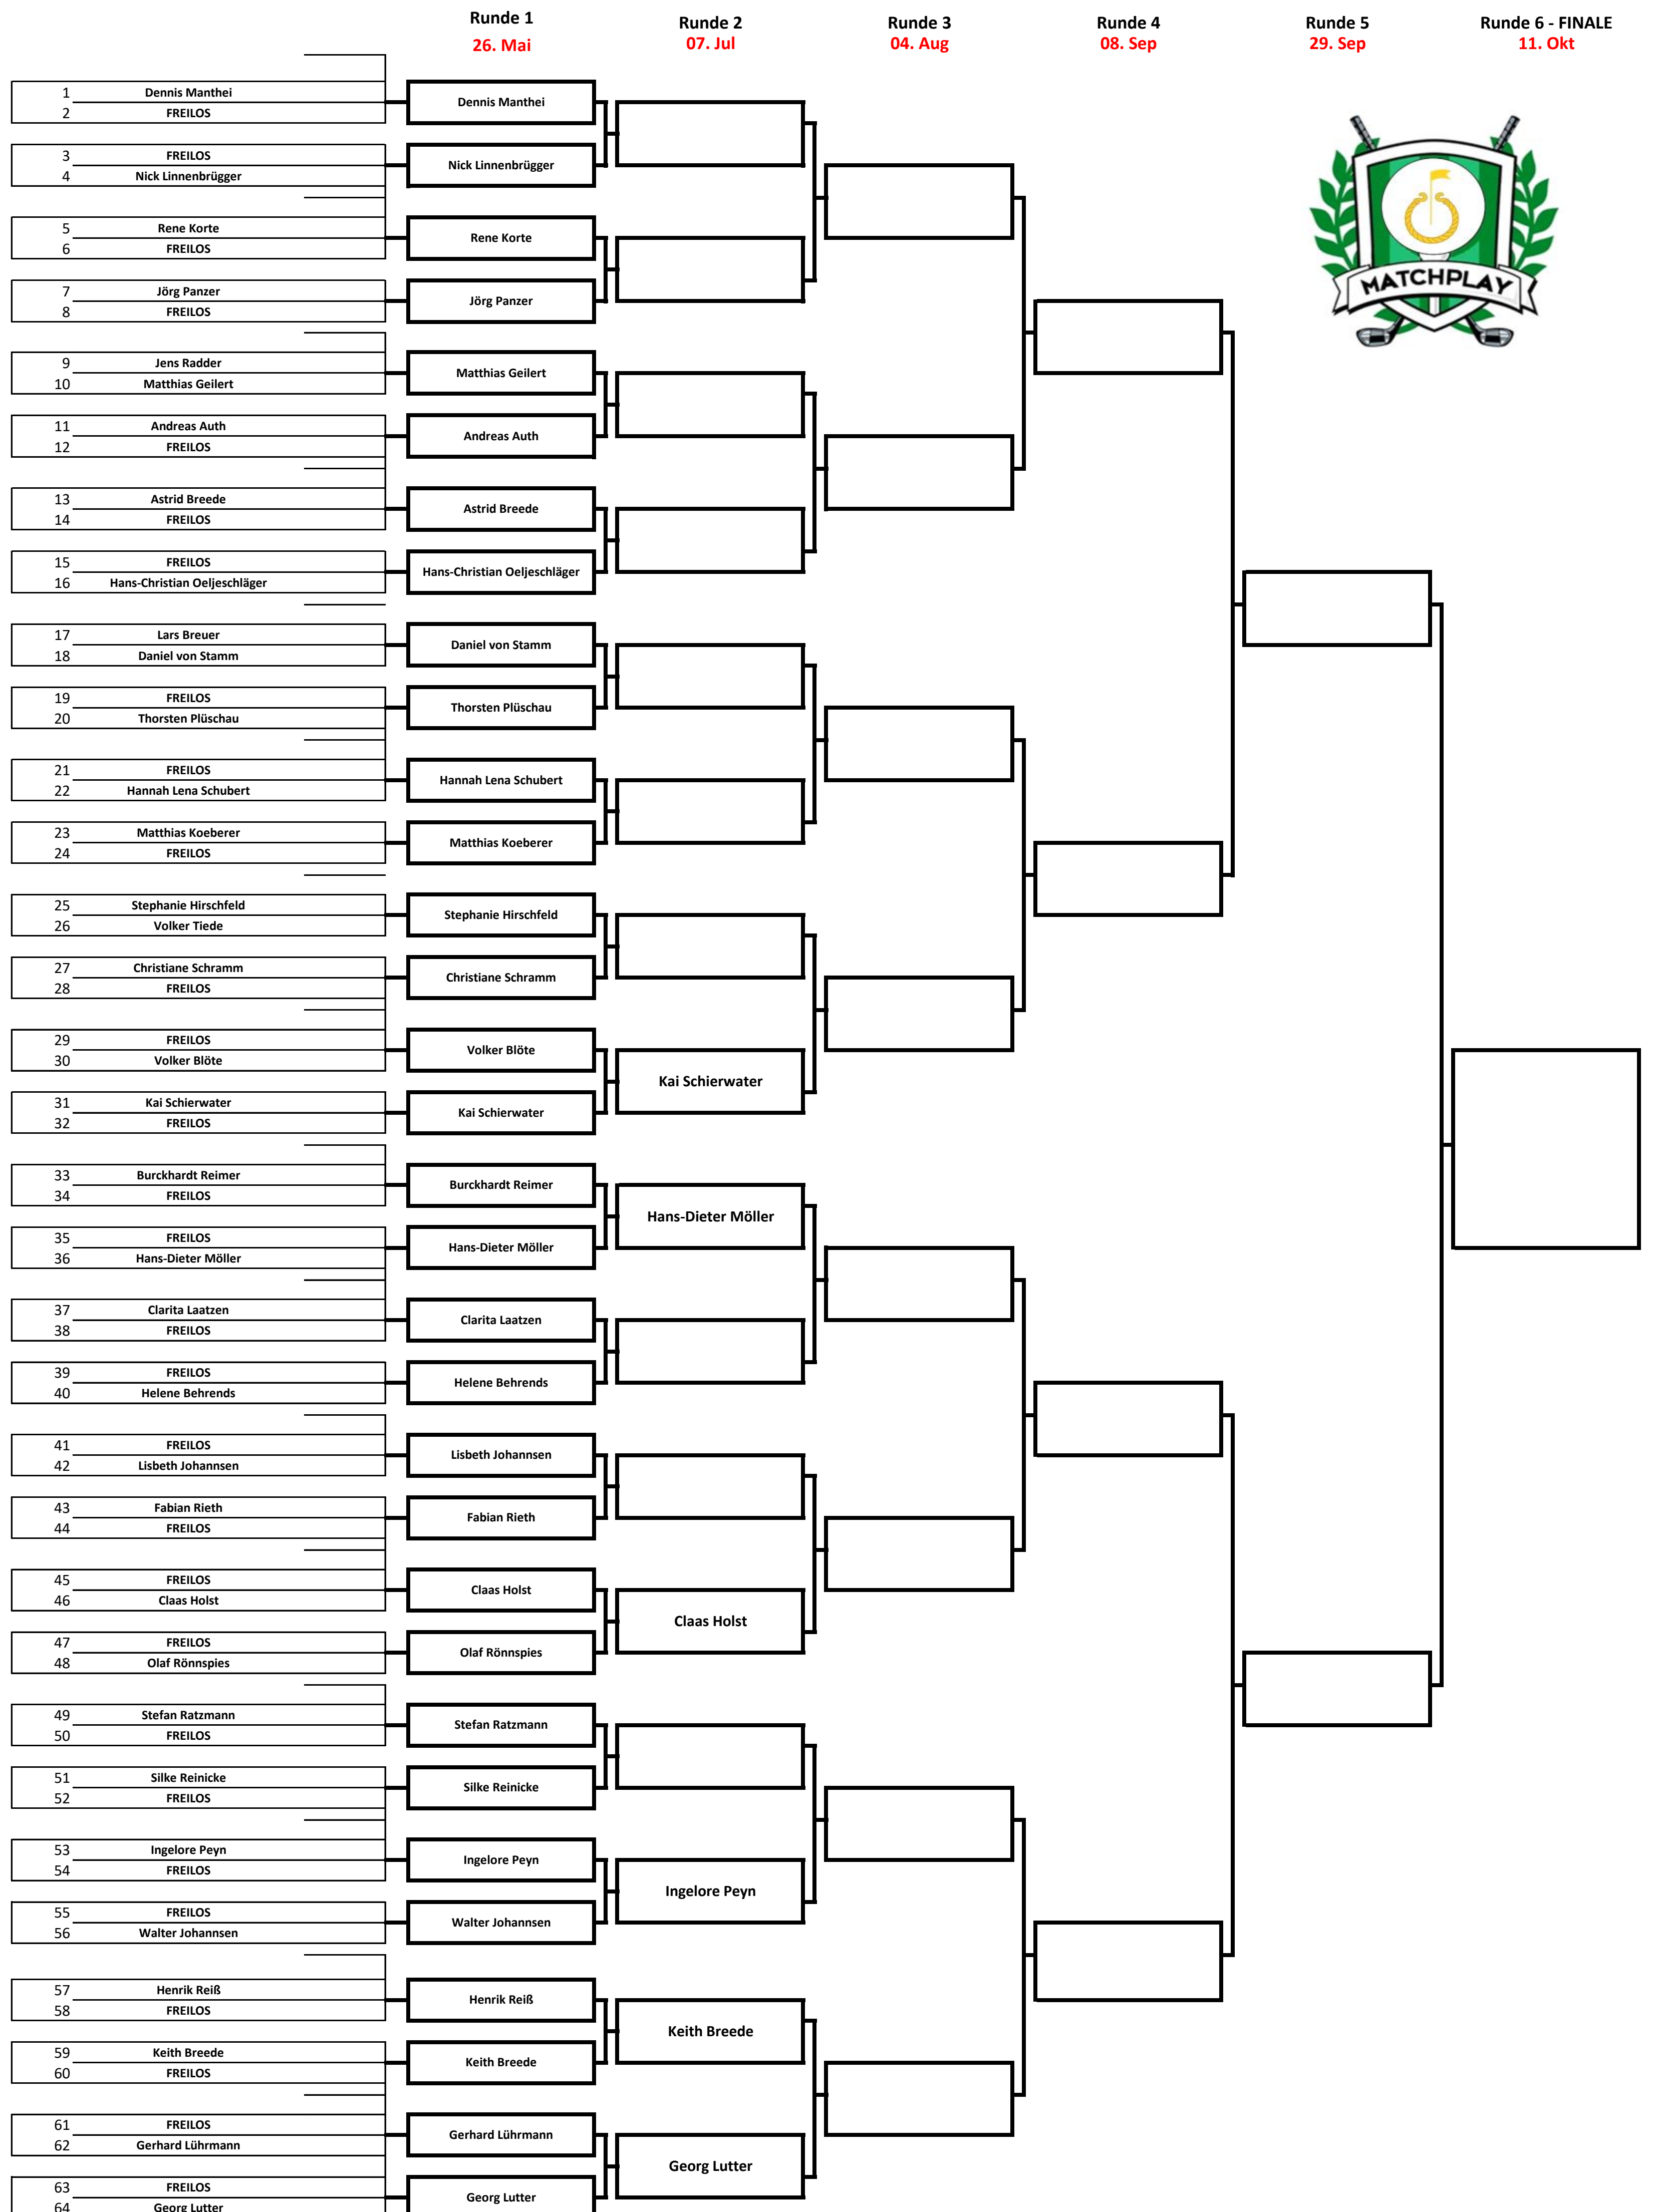 Runde 1
26. Mai
Runde 2
07. Jul
Runde 3
04. Aug
Runde 4
08. Sep
Runde 5
29. Sep
Runde 6 - FINALE
11. Okt
MATCHPLAY
1 Dennis Manthei
2 FREILOS
3 FREILOS
4 Nick Linnenbrügger
5 Rene Korte
6 FREILOS
7 Jörg Panzer
8 FREILOS
9 Jens Radder
10 Matthias Geilert
11 Andreas Auth
12 FREILOS
13 Astrid Breede
14 FREILOS
15 FREILOS
16 Hans-Christian Oeljeschläger
17 Lars Breuer
18 Daniel von Stamm
19 FREILOS
20 Thorsten Plüschau
21 FREILOS
22 Hannah Lena Schubert
23 Matthias Koeberer
24 FREILOS
25 Stephanie Hirschfeld
26 Volker Tiede
27 Christiane Schramm
28 FREILOS
29 FREILOS
30 Volker Blöte
31 Kai Schierwater
32 FREILOS
33 Burckhardt Reimer
34 FREILOS
35 FREILOS
36 Hans-Dieter Möller
37 Clarita Laatzen
38 FREILOS
39 FREILOS
40 Helene Behrends
41 FREILOS
42 Lisbeth Johannsen
43 Fabian Rieth
44 FREILOS
45 FREILOS
46 Claas Holst
47 FREILOS
48 Olaf Rönnspies
49 Stefan Ratzmann
50 FREILOS
51 Silke Reinicke
52 FREILOS
53 Ingelore Peyn
54 FREILOS
55 FREILOS
56 Walter Johannsen
57 Henrik Reiß
58 FREILOS
59 Keith Breede
60 FREILOS
61 FREILOS
62 Gerhard Lührmann
63 FREILOS
64 Georg Lutter
Dennis Manthei
Nick Linnenbrügger
Rene Korte
Jörg Panzer
Matthias Geilert
Andreas Auth
Astrid Breede
Hans-Christian Oeljeschläger
Daniel von Stamm
Thorsten Plüschau
Hannah Lena Schubert
Matthias Koeberer
Stephanie Hirschfeld
Christiane Schramm
Volker Blöte
Kai Schierwater
Burckhardt Reimer
Hans-Dieter Möller
Clarita Laatzen
Helene Behrends
Lisbeth Johannsen
Fabian Rieth
Claas Holst
Olaf Rönnspies
Stefan Ratzmann
Silke Reinicke
Ingelore Peyn
Walter Johannsen
Henrik Reiß
Keith Breede
Gerhard Lührmann
Georg Lutter
Kai Schierwater
Hans-Dieter Möller
Claas Holst
Ingelore Peyn
Keith Breede
Georg Lutter